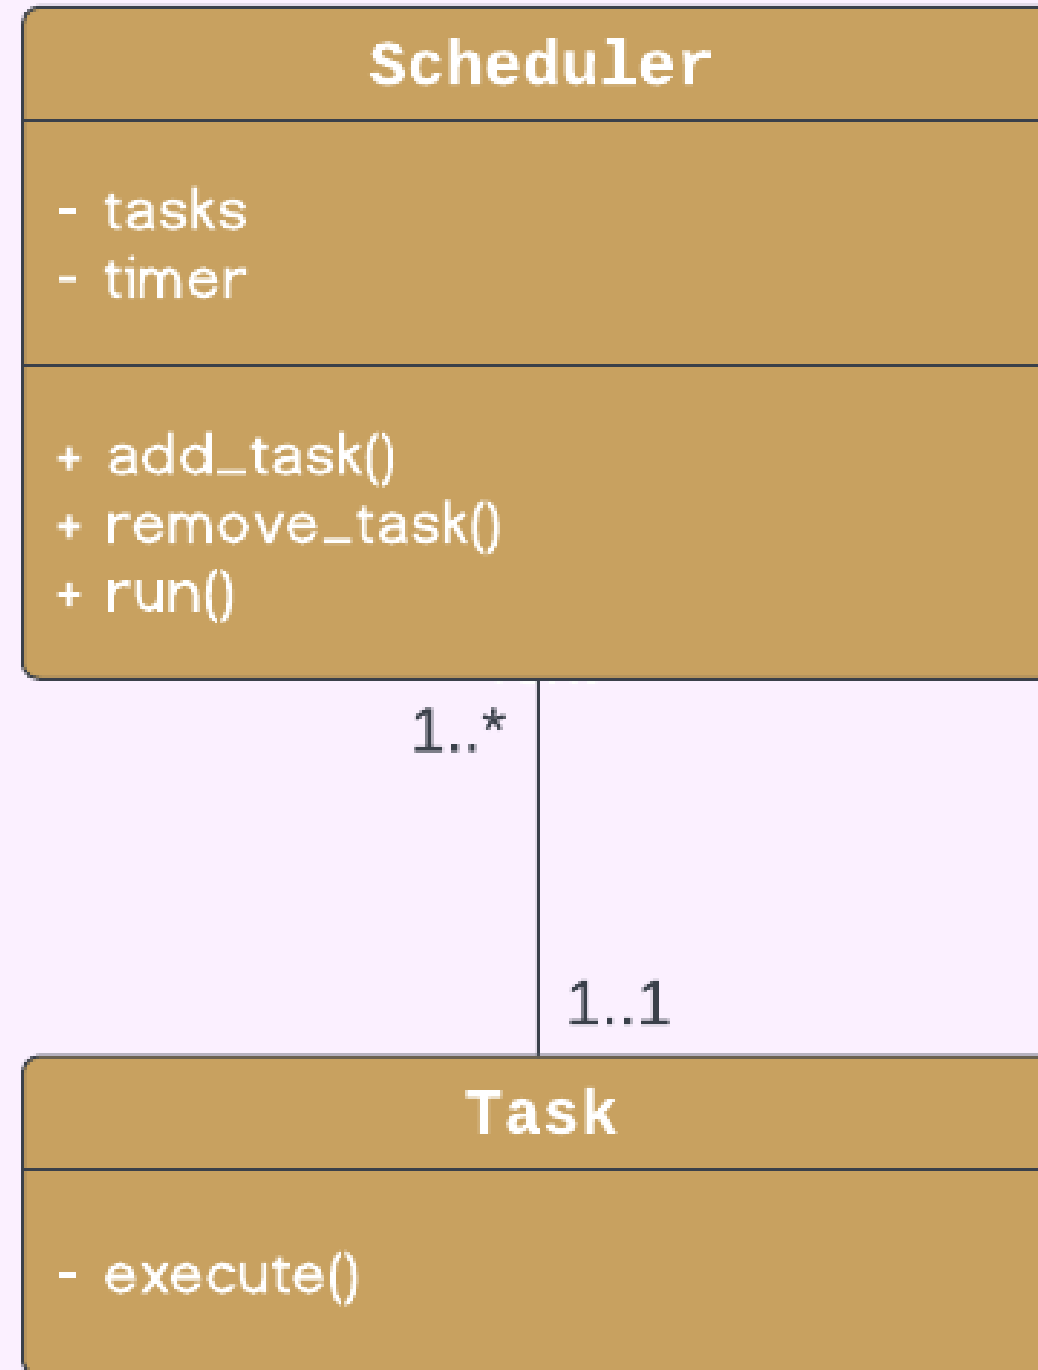 Scheduler
- tasks
- timer
+ add_task()
+ remove_task()
+ run()
1..*
1..1
Task
- execute()